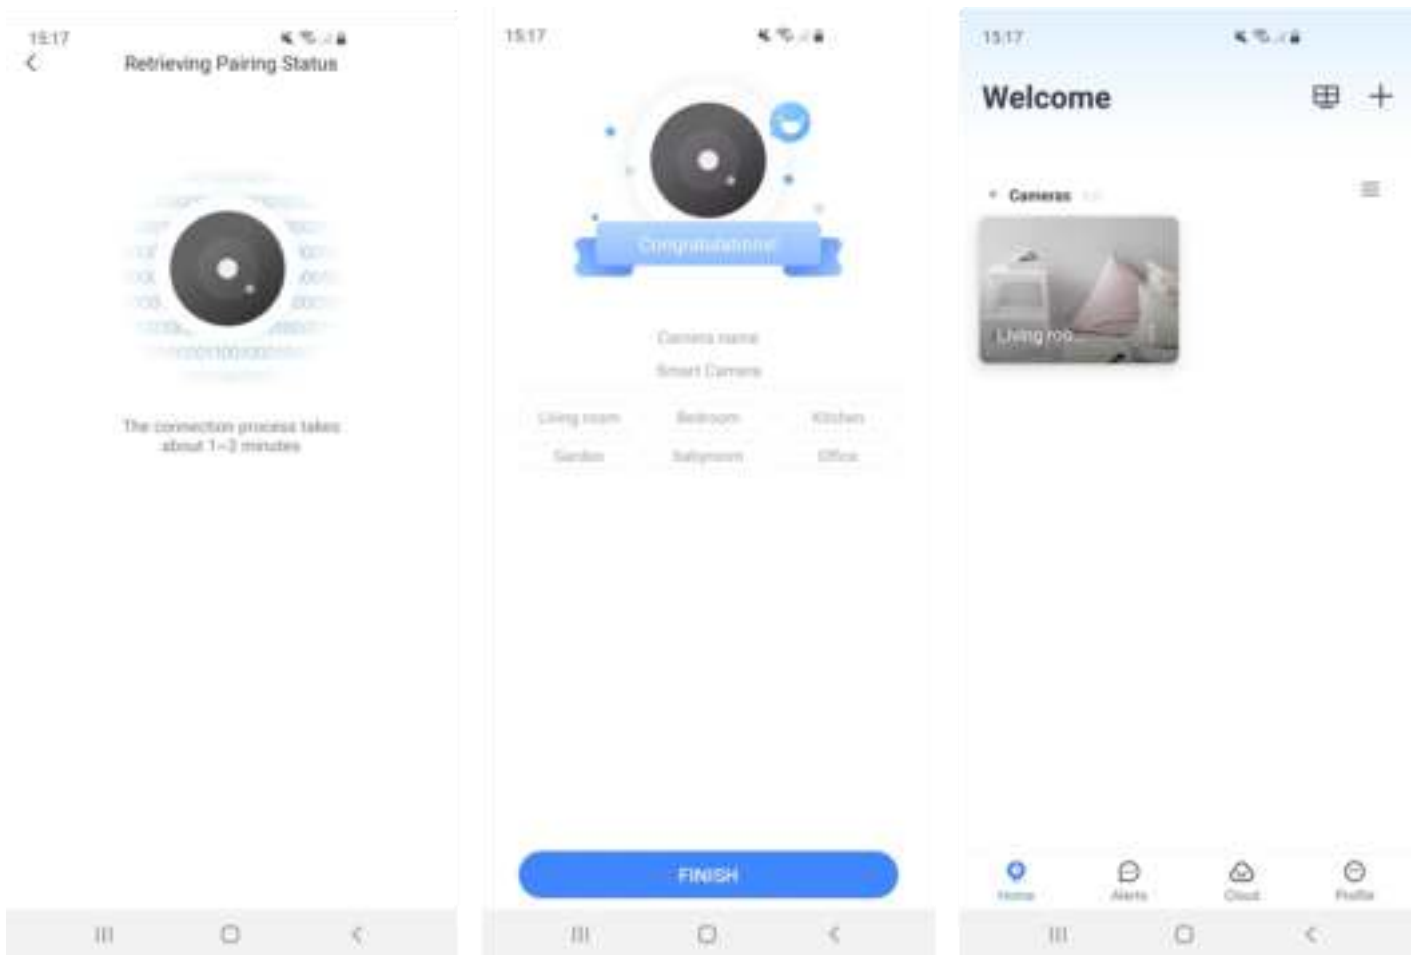 15:17
Retrieving Pairing Status
The connection process takes
about 1~3 minutes
15:17
Congratulations!
Camera name
Smart Camera
Living room Bedroom Kitchen
Garden Babyroom Office
FINISH
15:17
Welcome
Cameras
Living roo...
Home Alerts Cloud Profile